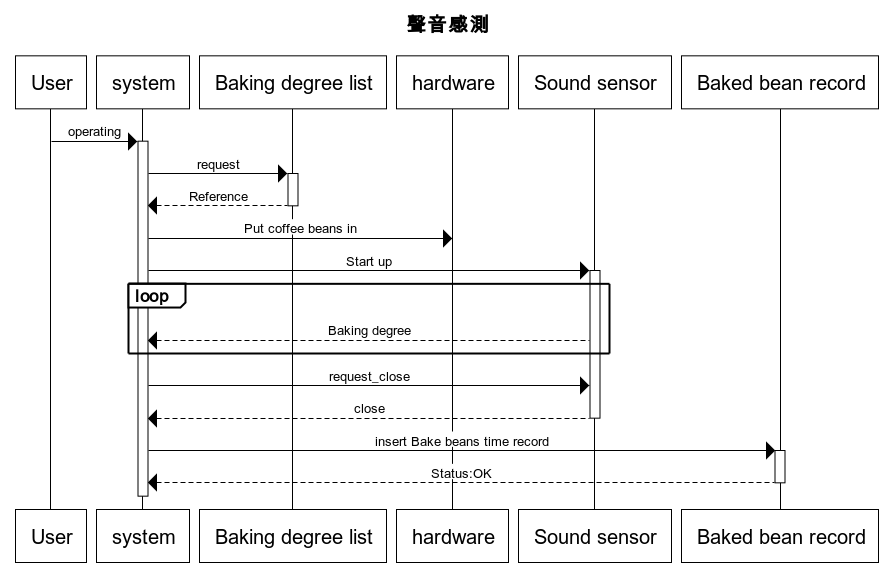 聲音感測
User system Baking degree list hardware Sound sensor Baked bean record
operating
request
Reference
Put coffee beans in
Start up
loop
Baking degree
request_close
close
insert Bake beans time record
Status:OK
User system Baking degree list hardware Sound sensor Baked bean record